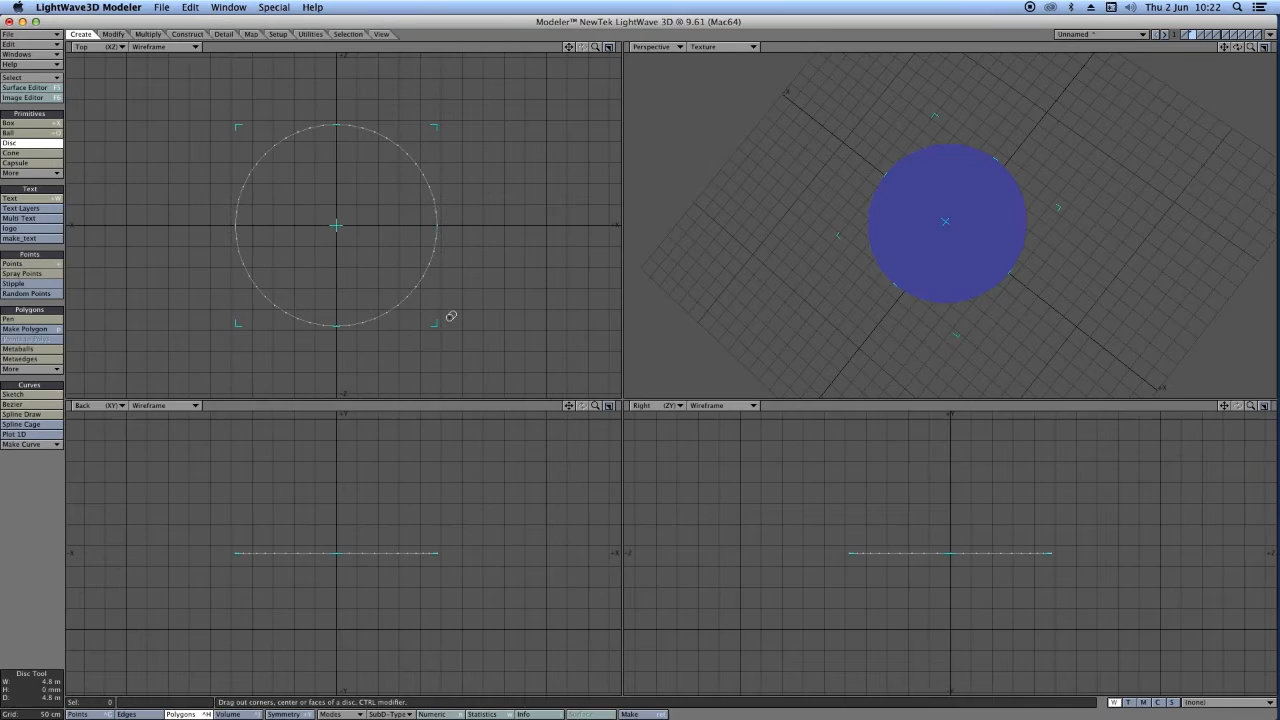 LightWave3D Modeler File Edit Window Special Help Thu 2 Jun 10:22
Modeler™ NewTek LightWave 3D ® 9.61 (Mac64)
File Create Modify Multiply Construct Detail Map Setup Utilities Selection View Unnamed * 1
Edit
Windows
Help
Top (XZ) Wireframe
Perspective Texture
Select
Surface Editor F5
Image Editor F6
Primitives
Box
Ball
Disc
Cone
Capsule
More
Text
Text
Text Layers
Multi Text
logo
make_text
Points
Points +
Spray Points
Stipple
Random Points
Polygons
Pen
Make Polygon p
Metaballs
Metaedges
More
Curves
Sketch
Bezier
Spline Draw
Spline Cage
Plot 1D
Make Curve
Back (XY) Wireframe
Right (ZY) Wireframe
Disc Tool
W: 4.8 m
H: 0 mm
D: 4.8 m
Sel: 0 Drag out corners, center or faces of a disc. CTRL modifier. W T M C S (none)
Grid: 50 cm Points ^G Edges Polygons ^H Volume Symmetry Modes SubD-Type Numeric n Statistics w Info Surface Make ret